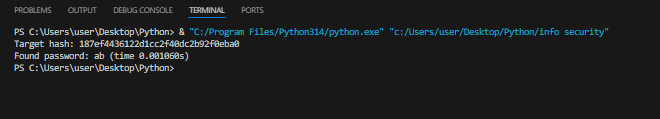 PROBLEMS OUTPUT DEBUG CONSOLE TERMINAL PORTS
PS C:\Users\user\Desktop\Python> & "C:/Program Files/Python314/python.exe" "c:/Users/user/Desktop/Python/info security"
Target hash: 187ef4436122d1cc2f40dc2b92f0eba0
Found password: ab (time 0.001060s)
PS C:\Users\user\Desktop\Python>